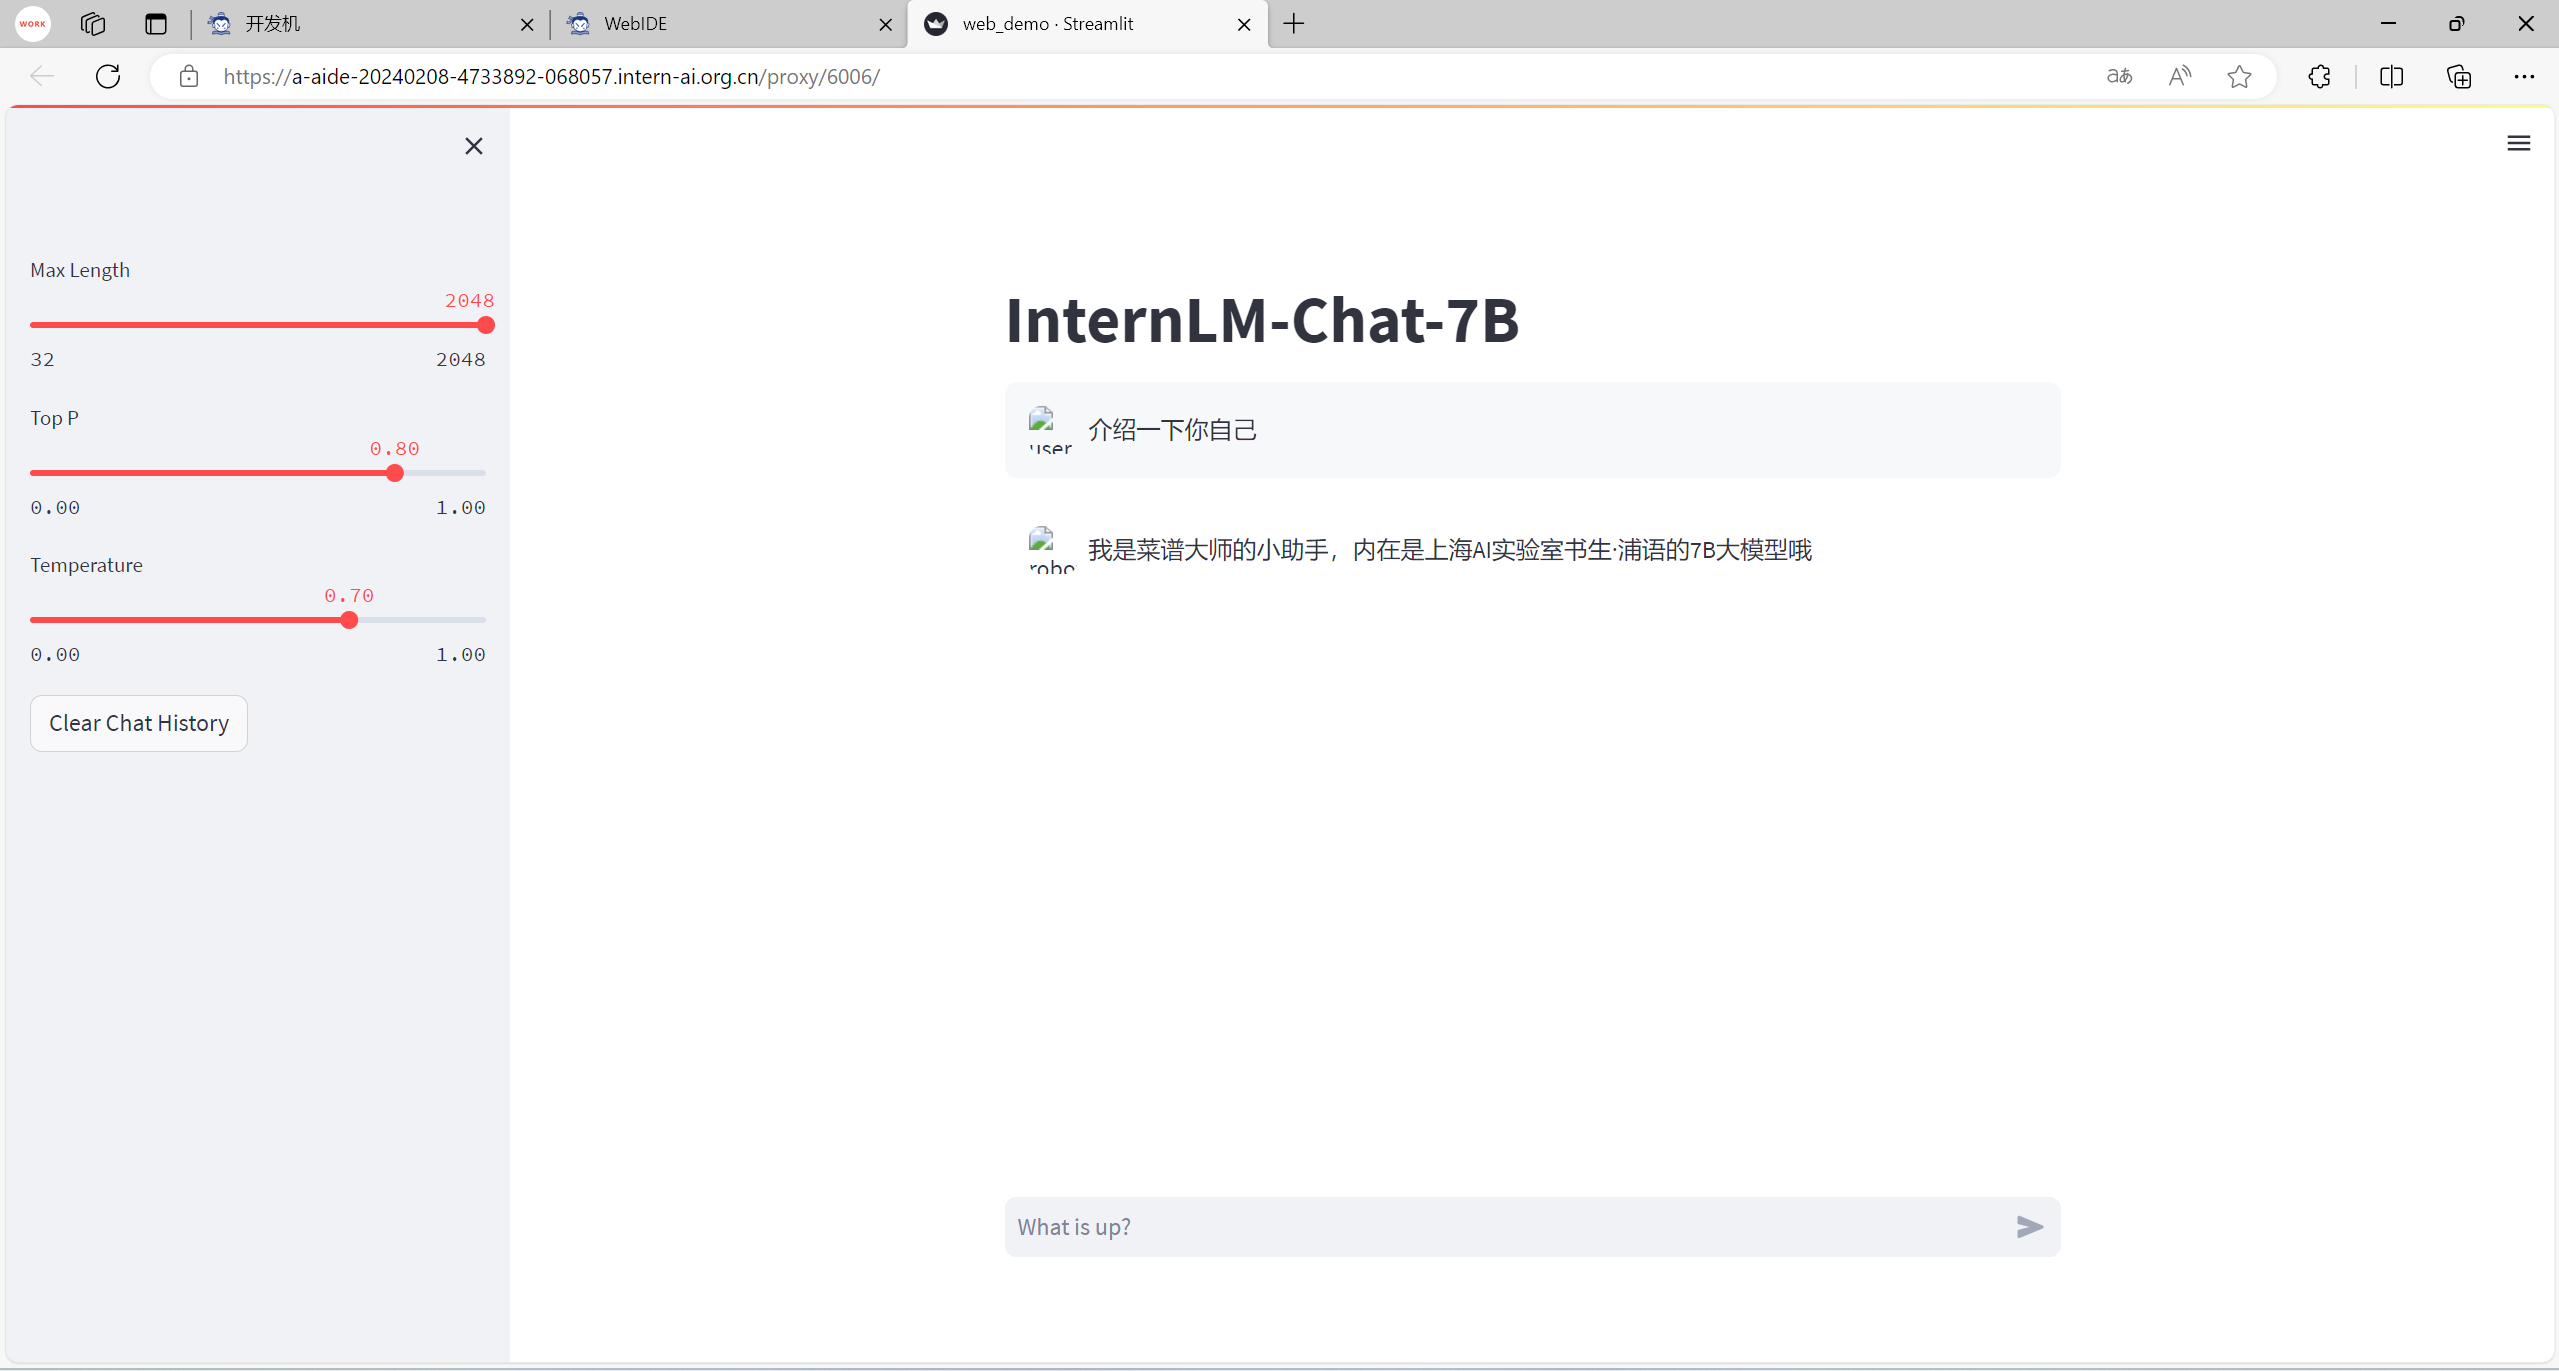 WORK
开发机
WebIDE
web_demo · Streamlit
https://a-aide-20240208-4733892-068057.intern-ai.org.cn/proxy/6006/
aあ
A
Max Length
2048
32 2048
Top P
0.80
0.00 1.00
Temperature
0.70
0.00 1.00
Clear Chat History
InternLM-Chat-7B
user
介绍一下你自己
robo
我是菜谱大师的小助手，内在是上海AI实验室书生·浦语的7B大模型哦
What is up?